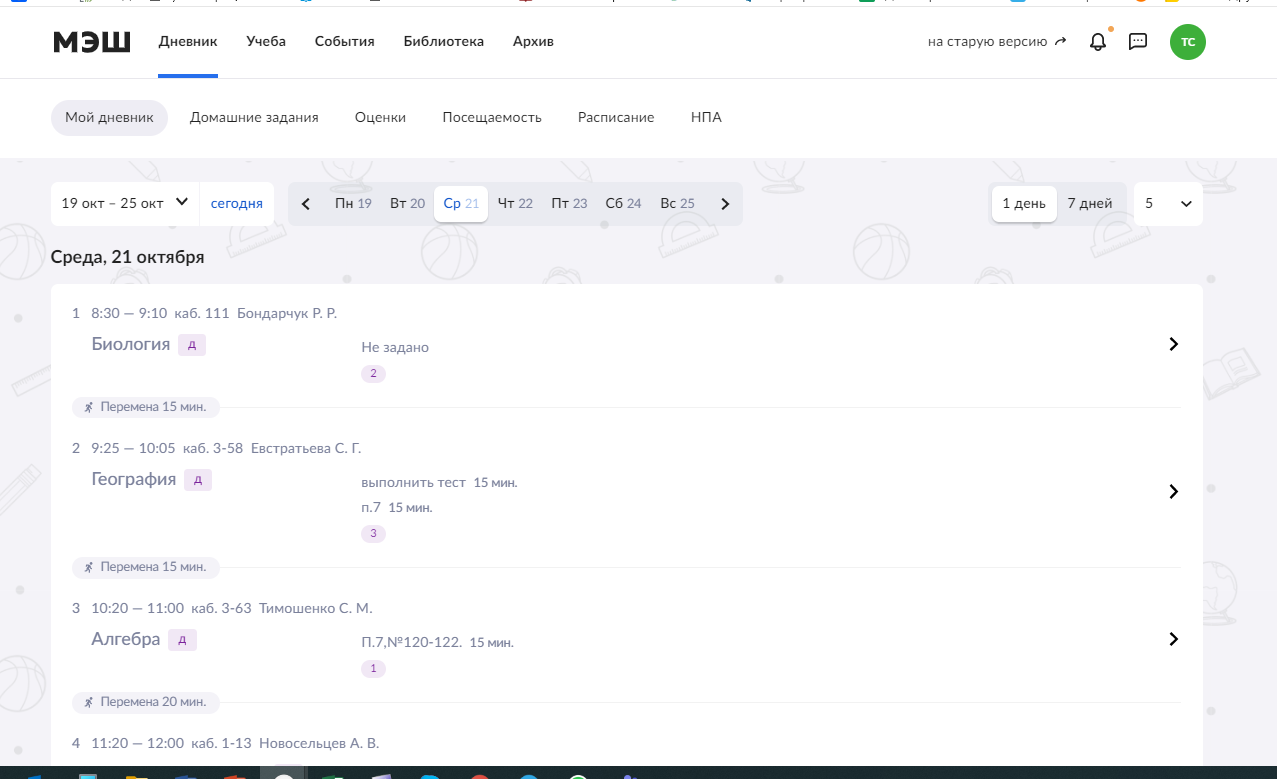 МЭШ Дневник Учеба События Библиотека Архив на старую версию ТС
Мой дневник Домашние задания Оценки Посещаемость Расписание НПА
19 окт – 25 окт сегодня Пн 19 Вт 20 Ср 21 Чт 22 Пт 23 Сб 24 Вс 25 1 день 7 дней 5
Среда, 21 октября
1 8:30 — 9:10 каб. 111 Бондарчук Р. Р.
Биология д Не задано
2
Перемена 15 мин.
2 9:25 — 10:05 каб. 3-58 Евстратьева С. Г.
География д выполнить тест 15 мин.
п.7 15 мин.
3
Перемена 15 мин.
3 10:20 — 11:00 каб. 3-63 Тимошенко С. М.
Алгебра д П.7,№120-122. 15 мин.
1
Перемена 20 мин.
4 11:20 — 12:00 каб. 1-13 Новосельцев А. В.